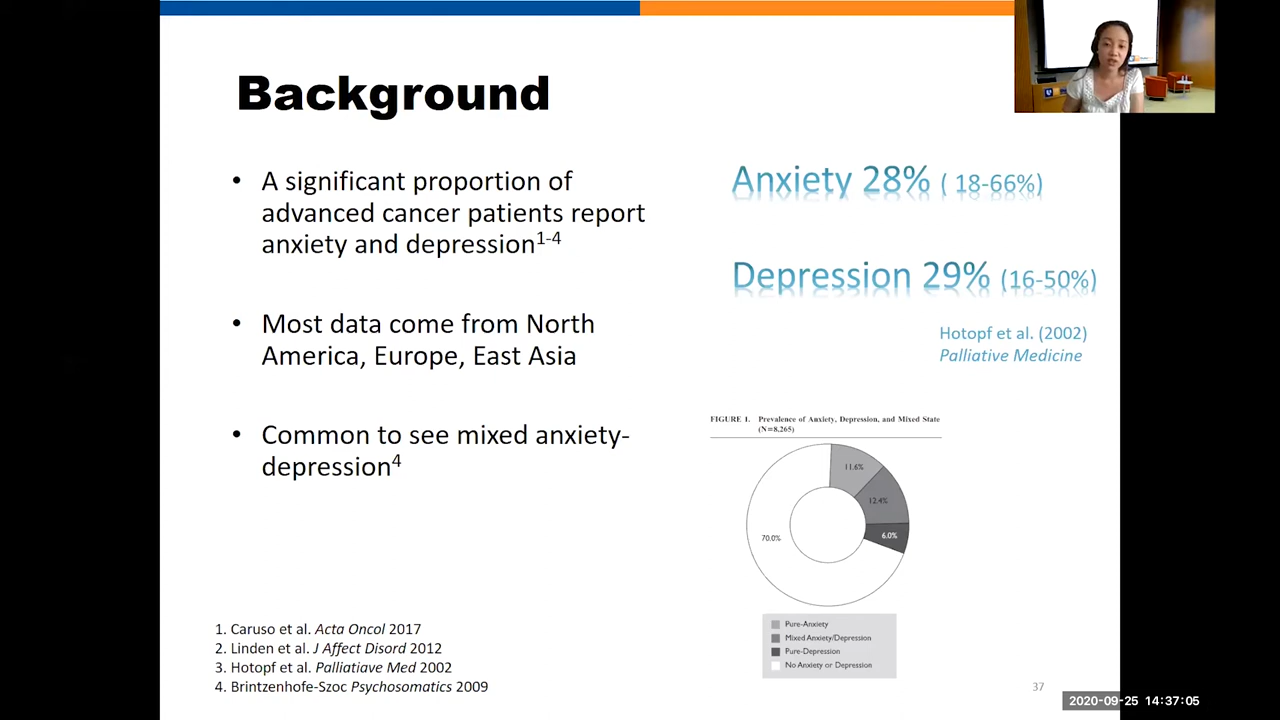 Background
• A significant proportion of
advanced cancer patients report
anxiety and depression1-4
• Most data come from North
America, Europe, East Asia
• Common to see mixed anxiety-
depression4
Anxiety 28% ( 18-66%)
Depression 29% (16-50%)
Hotopf et al. (2002)
Palliative Medicine
FIGURE 1. Prevalence of Anxiety, Depression, and Mixed State
(N=8,265)
11.6%
12.4%
6.0%
70.0%
Pure-Anxiety
Mixed Anxiety/Depression
Pure-Depression
No Anxiety or Depression
1. Caruso et al. Acta Oncol 2017
2. Linden et al. J Affect Disord 2012
3. Hotopf et al. Palliatiave Med 2002
4. Brintzenhofe-Szoc Psychosomatics 2009
37
2020-09-25 14:37:05